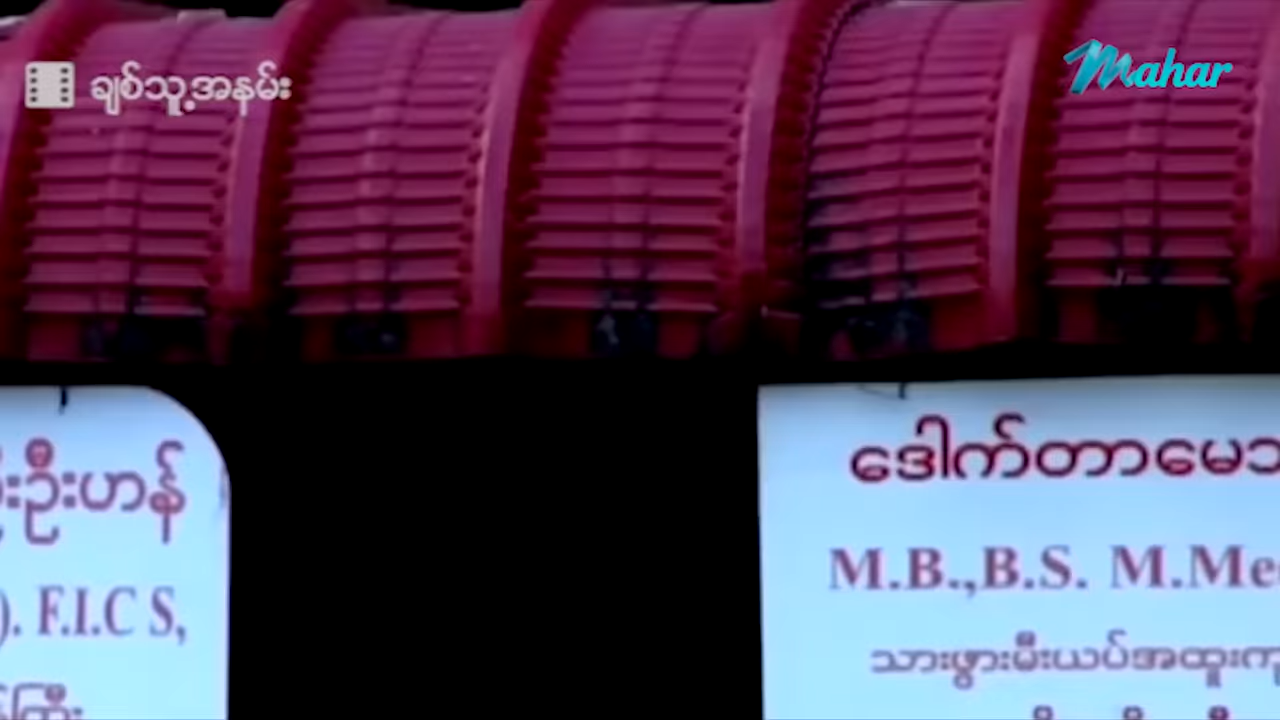 ချစ်သူ့အနမ်း
Mahar
ဦးဟန်
). F.I.C S,
ဒေါက်တာမေသ
M.B.,B.S. M.Me
သားဖွားမီးယပ်အထူးကု